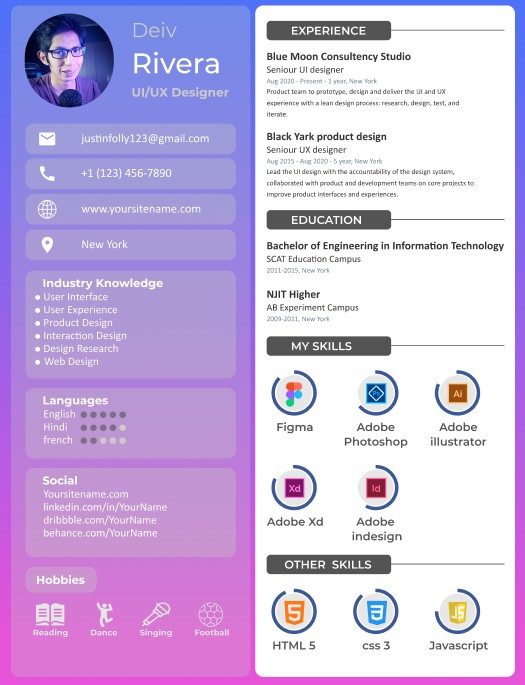 Deiv
Rivera
UI/UX Designer
justinfolly123@gmail.com
+1 (123) 456-7890
www.yoursitename.com
New York
Industry Knowledge
User Interface
User Experience
Product Design
Interaction Design
Design Research
Web Design
Languages
English
Hindi
french
Social
Yoursitename.com
linkedin.com/in/YourName
dribbble.com/YourName
behance.com/YourName
Hobbies
Reading Dance Singing Football
EXPERIENCE
Blue Moon Consultency Studio
Seniour UI designer
Aug 2020 - Present - 1 year, New York
Product team to prototype, design and deliver the UI and UX
experience with a lean design process: research, design, test, and
iterate.
Black Yark product design
Seniour UX designer
Aug 2015 - Aug 2020 - 5 year, New York
Lead the UI design with the accountability of the design system,
collaborated with product and development teams on core projects to
improve product interfaces and experiences.
EDUCATION
Bachelor of Engineering in Information Technology
SCAT Education Campus
2011-2015, New York
NJIT Higher
AB Experiment Campus
2009-2011, New York
MY SKILLS
Ps
Ai
Figma
Adobe
Photoshop
Adobe
illustrator
Xd
Id
Adobe Xd
Adobe
indesign
OTHER SKILLS
5
3
JS
HTML 5
css 3
Javascript